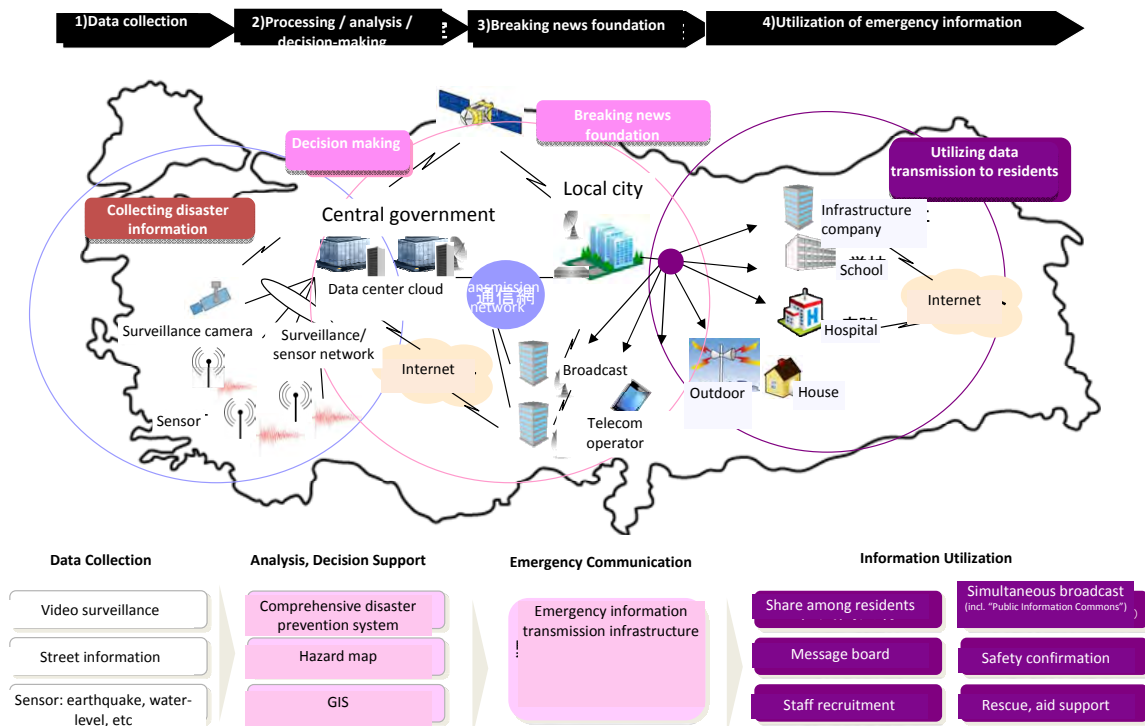 1)Data collection
2)Processing / analysis /
decision-making
3)Breaking news foundation
4)Utilization of emergency information
Breaking news
foundation
Decision making
Utilizing data
transmission to residents
Collecting disaster
information
Local city
Central government
Infrastructure
company
School
Data center cloud
通信網
network
Internet
Hospital
Surveillance camera
Surveillance/
sensor network
Internet
Broadcast
Outdoor
House
Sensor
Telecom
operator
Data Collection
Analysis, Decision Support
Emergency Communication
Information Utilization
Video surveillance
Comprehensive disaster
prevention system
Emergency information
transmission infrastructure
Share among residents
Simultaneous broadcast
(incl. “Public Information Commons”)
Street information
Hazard map
Message board
Safety confirmation
Sensor: earthquake, water-
level, etc
GIS
Staff recruitment
Rescue, aid support